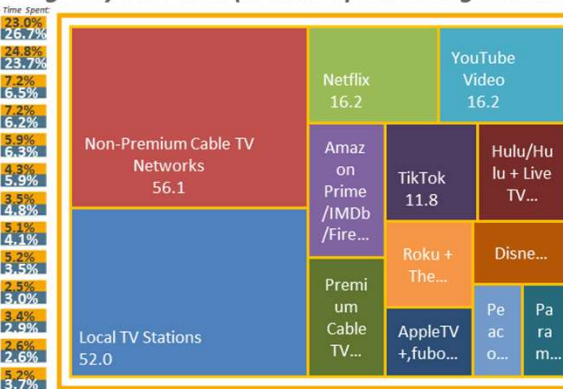 Time Spent:
23.0%
26.7%
24.8%
23.7%
7.2%
6.5%
7.2%
6.2%
5.9%
6.3%
4.3%
5.9%
3.5%
4.8%
5.1%
4.1%
5.2%
3.5%
2.5%
3.0%
3.4%
2.9%
2.6%
2.6%
5.2%
3.7%
Non-Premium Cable TV
Networks
56.1
Local TV Stations
52.0
Netflix
16.2
YouTube
Video
16.2
Amaz
on
Prime
/IMDb
/Fire...
TikTok
11.8
Hulu/Hu
lu + Live
TV...
Premi
um
Cable
TV...
Roku +
The...
Disne...
AppleTV
+,fubo...
Pe
ac
o...
Pa
ra
m...